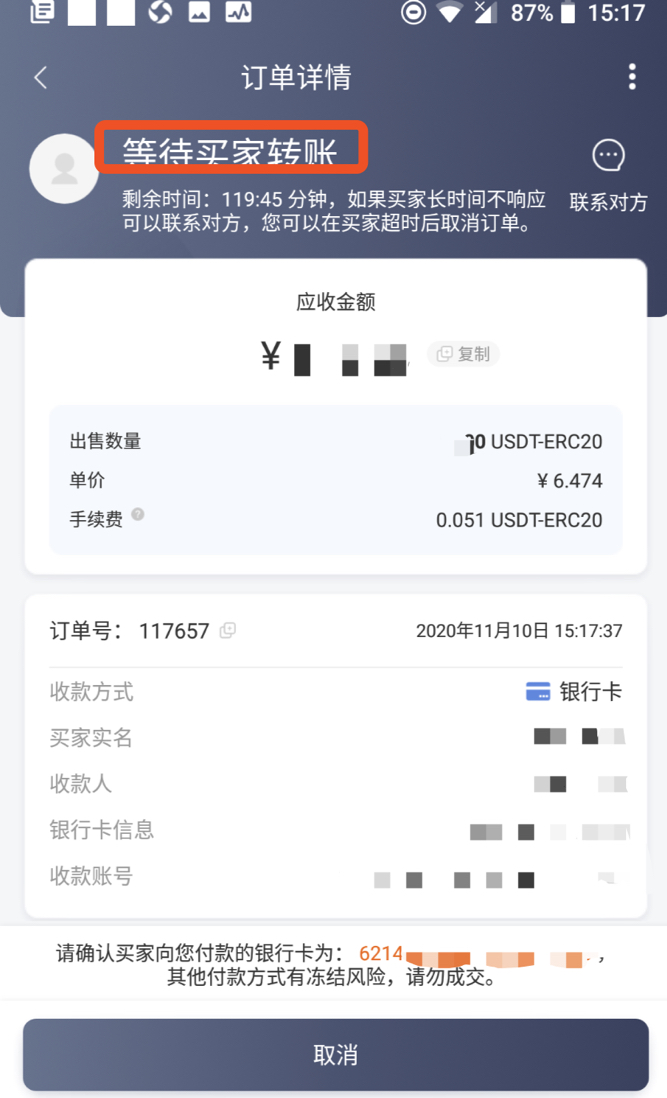 87% 15:17
订单详情
等待买家转账
剩余时间：119:45 分钟，如果买家长时间不响应
可以联系对方，您可以在买家超时后取消订单。
联系对方
应收金额
¥ 复制
出售数量 0 USDT-ERC20
单价 ¥ 6.474
手续费 ? 0.051 USDT-ERC20
订单号： 117657 2020年11月10日 15:17:37
收款方式 银行卡
买家实名
收款人
银行卡信息
收款账号
请确认买家向您付款的银行卡为： 6214 ，
其他付款方式有冻结风险，请勿成交。
取消